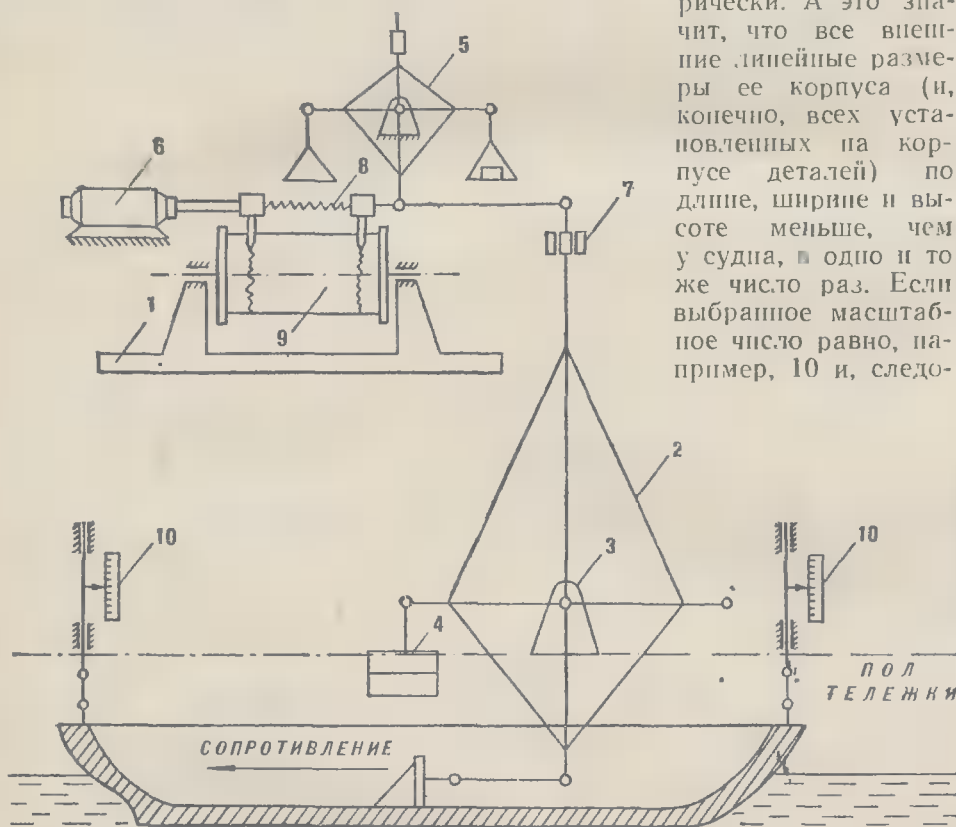 рически. А это зна-
чит, что все внеш-
ние линейные разме-
ры ее корпуса (и,
конечно, всех уста-
новленных на кор-
пусе деталей) по
длине, ширине и вы-
соте меньше, чем
у судна, в одно и то
же число раз. Если
выбранное масштаб-
ное число равно, на-
пример, 10 и, следо-
5
6
8
7
1
9
2
10
3
10
4
ПОЛ
ТЕЛЕЖКИ
СОПРОТИВЛЕНИЕ